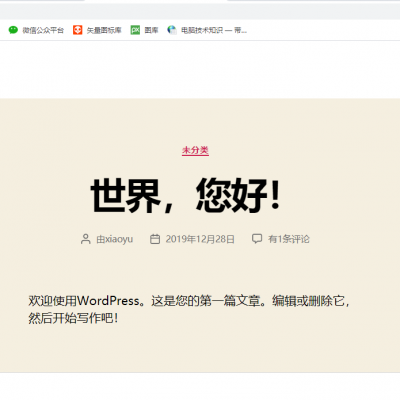 微信公众平台 矢量图标库 图库 电脑技术知识 — 帝...
未分类
世界，您好！
由xiaoyu 2019年12月28日 有1条评论
欢迎使用WordPress。这是您的第一篇文章。编辑或删除它，
然后开始写作吧！